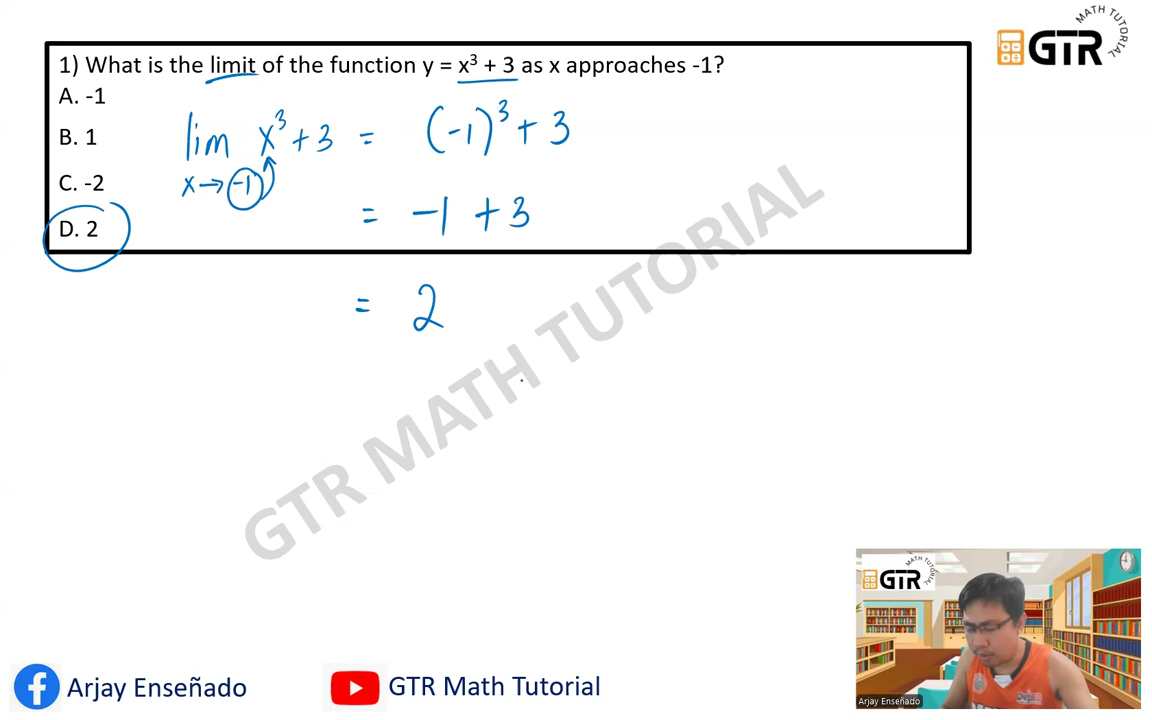 MATH TUTORIAL
GTR
1) What is the limit of the function y = x³ + 3 as x approaches -1?
A. -1
B. 1
C. -2
D. 2
lim x³ + 3 = (-1)³ + 3
x → -1
= -1 + 3
= 2
GTR MATH TUTORIAL
MATH TUTORIAL
GTR
Arjay Enseñado
Arjay Enseñado
GTR Math Tutorial